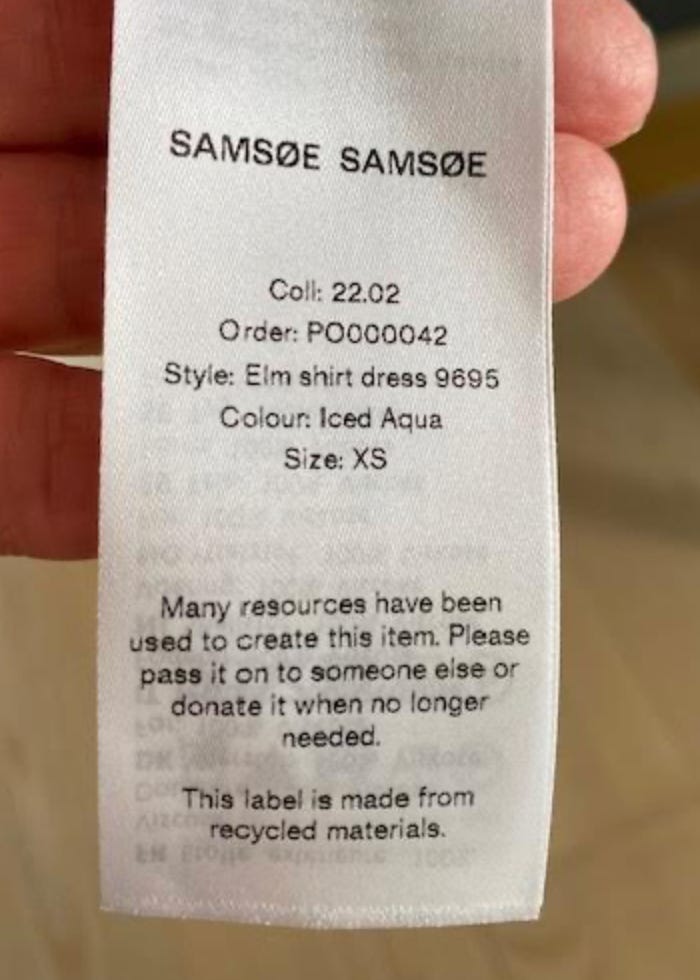 SAMSØE SAMSØE
Coll: 22.02
Order: PO000042
Style: Elm shirt dress 9695
Colour: Iced Aqua
Size: XS
Many resources have been
used to create this item. Please
pass it on to someone else or
donate it when no longer
needed.
This label is made from
recycled materials.